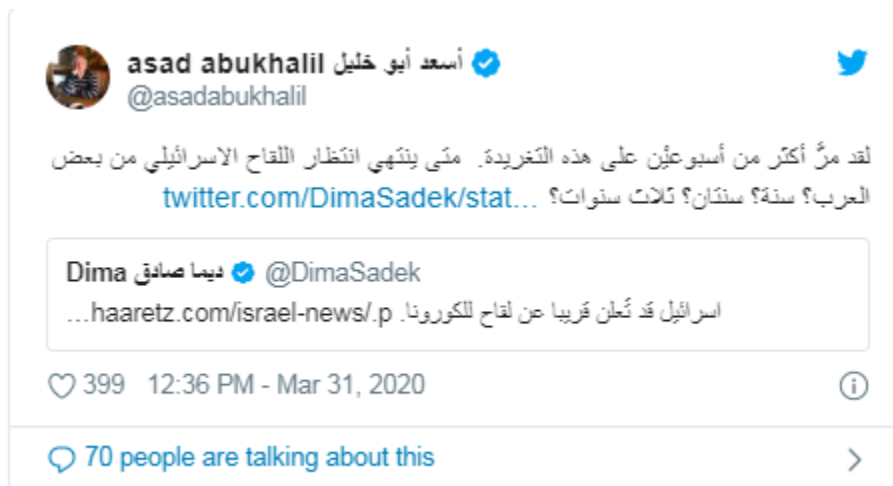 asad abukhalil أسعد أبو خليل
@asadabukhalil
لقد مرَّ أكثر من أسبوعيْن على هذه التغريدة. متى ينتهي انتظار اللقاح الاسرائيلي من بعض
العرب؟ سنة؟ سنتان؟ ثلاث سنوات؟ twitter.com/DimaSadek/stat…
Dima ديما صادق @DimaSadek
اسرائيل قد تُعلن قريبا عن لقاح للكورونا. haaretz.com/israel-news/.p…
399 12:36 PM - Mar 31, 2020
70 people are talking about this